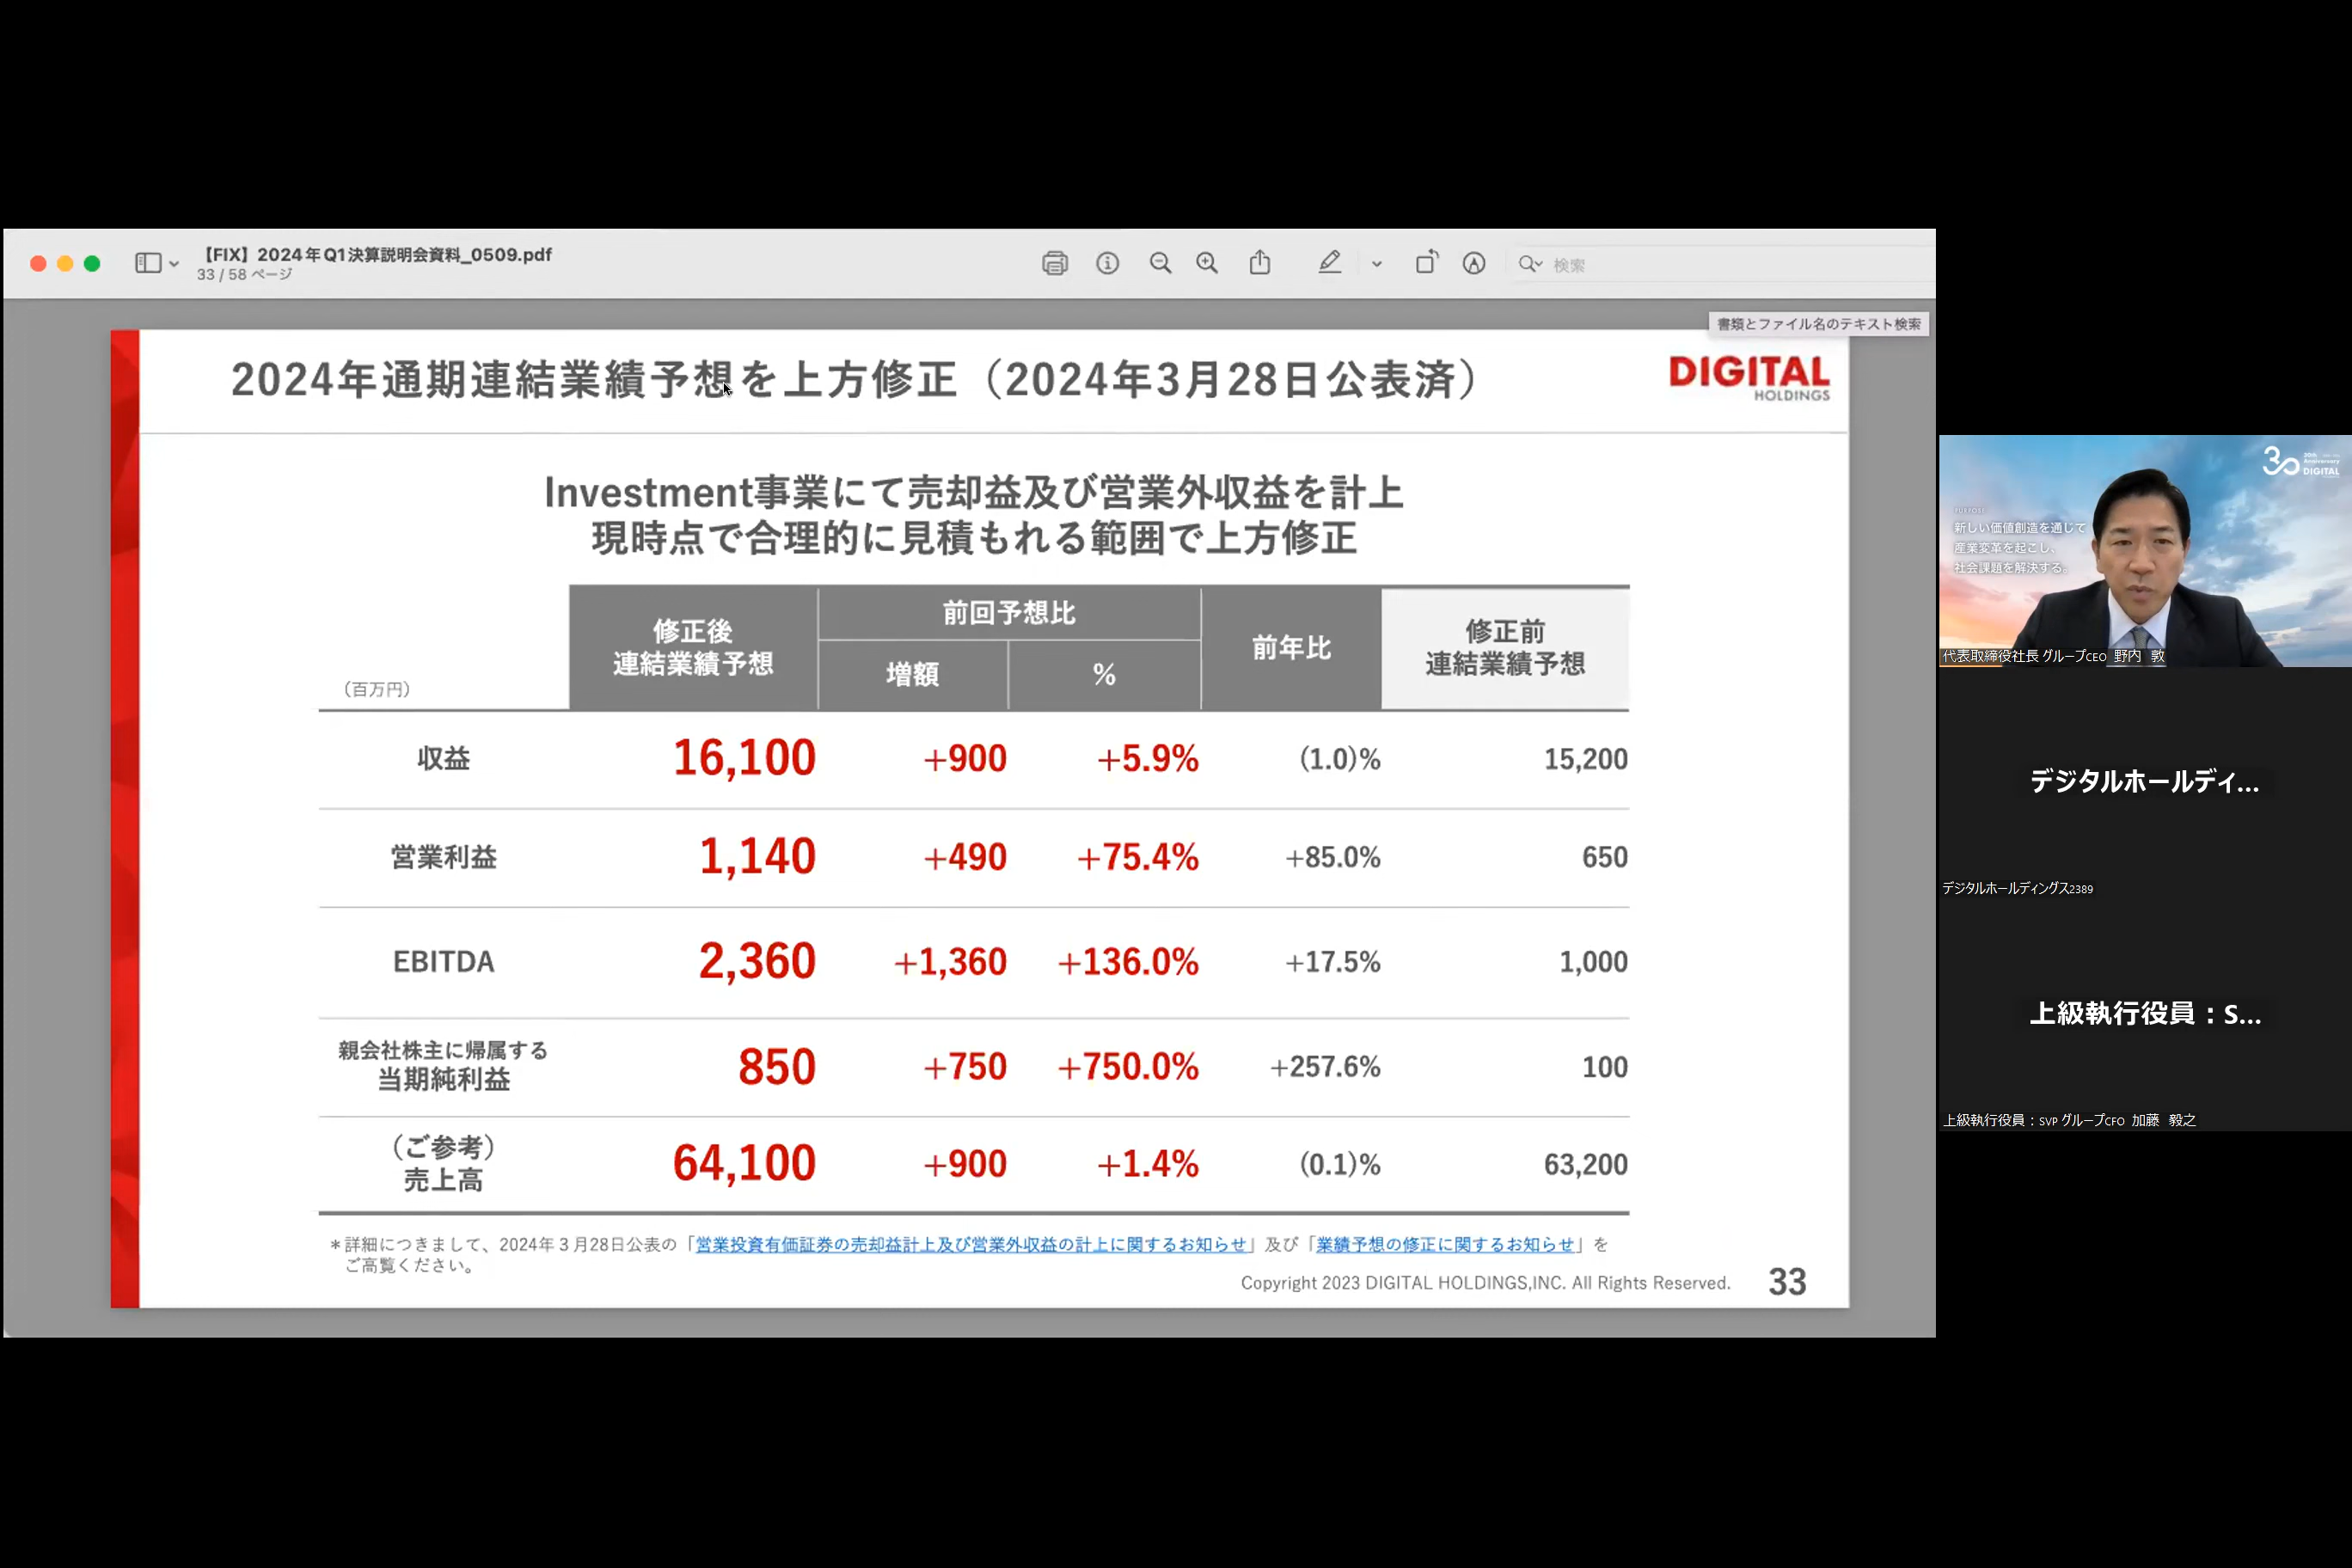 【FIX】2024年Q1決算説明会資料_0509.pdf
33 / 58 ページ
検索
書類とファイル名のテキスト検索
2024年通期連結業績予想を上方修正（2024年3月28日公表済）
DIGITAL
HOLDINGS
Investment事業にて売却益及び営業外収益を計上
現時点で合理的に見積もれる範囲で上方修正
（百万円）
修正後
連結業績予想
前回予想比
増額
%
前年比
修正前
連結業績予想
収益 16,100 +900 +5.9% (1.0)% 15,200
営業利益 1,140 +490 +75.4% +85.0% 650
EBITDA 2,360 +1,360 +136.0% +17.5% 1,000
親会社株主に帰属する
当期純利益 850 +750 +750.0% +257.6% 100
（ご参考）
売上高 64,100 +900 +1.4% (0.1)% 63,200
＊詳細につきまして、2024年３月28日公表の「営業投資有価証券の売却益計上及び営業外収益の計上に関するお知らせ」及び「業績予想の修正に関するお知らせ」を
ご高覧ください。
Copyright 2023 DIGITAL HOLDINGS,INC. All Rights Reserved.
33
30
30th
Anniversary
DIGITAL
新しい価値創造を通じて
産業変革を起こし、
社会課題を解決する。
代表取締役社長 グループCEO 野内 敦
デジタルホールディ...
デジタルホールディングス2389
上級執行役員：S...
上級執行役員：SVP グループCFO 加藤 毅之